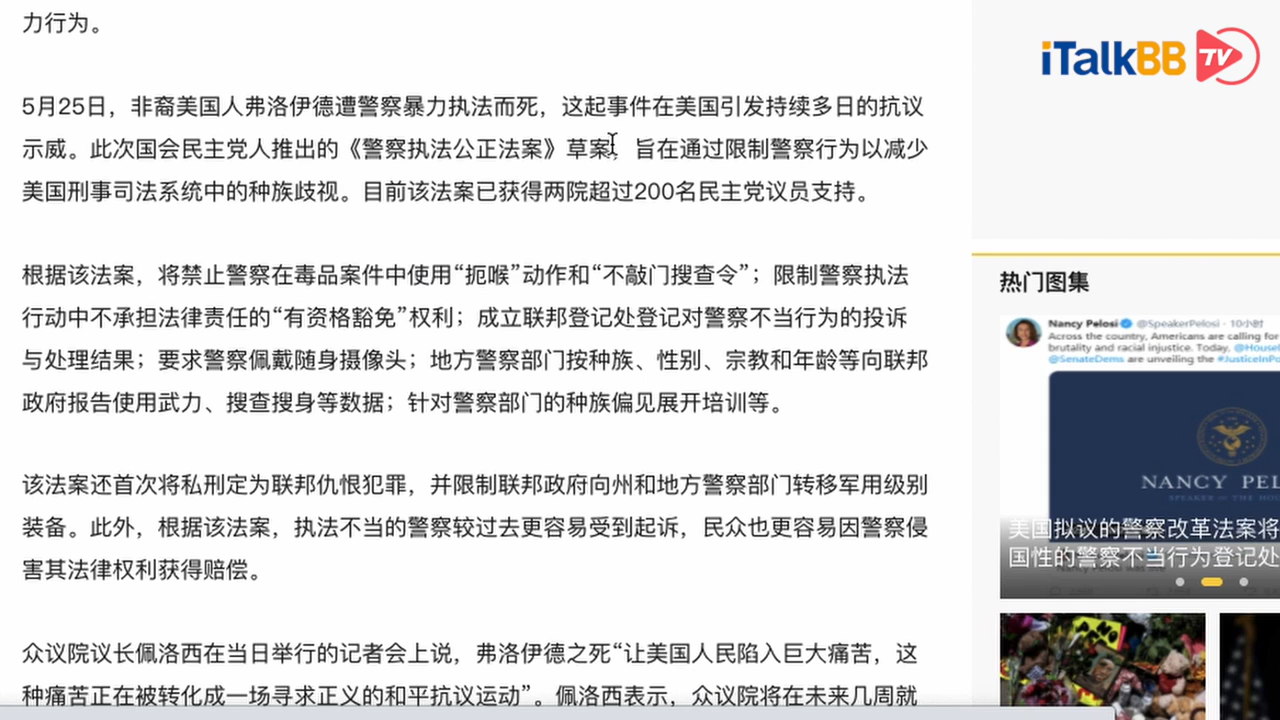 力行为。
iTalkBB TV
5月25日，非裔美国人弗洛伊德遭警察暴力执法而死，这起事件在美国引发持续多日的抗议
示威。此次国会民主党人推出的《警察执法公正法案》草案，旨在通过限制警察行为以减少
美国刑事司法系统中的种族歧视。目前该法案已获得两院超过200名民主党议员支持。
根据该法案，将禁止警察在毒品案件中使用“扼喉”动作和“不敲门搜查令”；限制警察执法
行动中不承担法律责任的“有资格豁免”权利；成立联邦登记处登记对警察不当行为的投诉
与处理结果；要求警察佩戴随身摄像头；地方警察部门按种族、性别、宗教和年龄等向联邦
政府报告使用武力、搜查搜身等数据；针对警察部门的种族偏见展开培训等。
该法案还首次将私刑定为联邦仇恨犯罪，并限制联邦政府向州和地方警察部门转移军用级别
装备。此外，根据该法案，执法不当的警察较过去更容易受到起诉，民众也更容易因警察侵
害其法律权利获得赔偿。
众议院议长佩洛西在当日举行的记者会上说，弗洛伊德之死“让美国人民陷入巨大痛苦，这
种痛苦正在被转化成一场寻求正义的和平抗议运动”。佩洛西表示，众议院将在未来几周就
热门图集
Nancy Pelosi @SpeakerPelosi · 10小时
Across the country, Americans are calling for
brutality and racial injustice. Today, @House
@SenateDems are unveiling the #JusticeInPo
NANCY PEL
SPEAKER OF THE HOU
美国拟议的警察改革法案将
国性的警察不当行为登记处